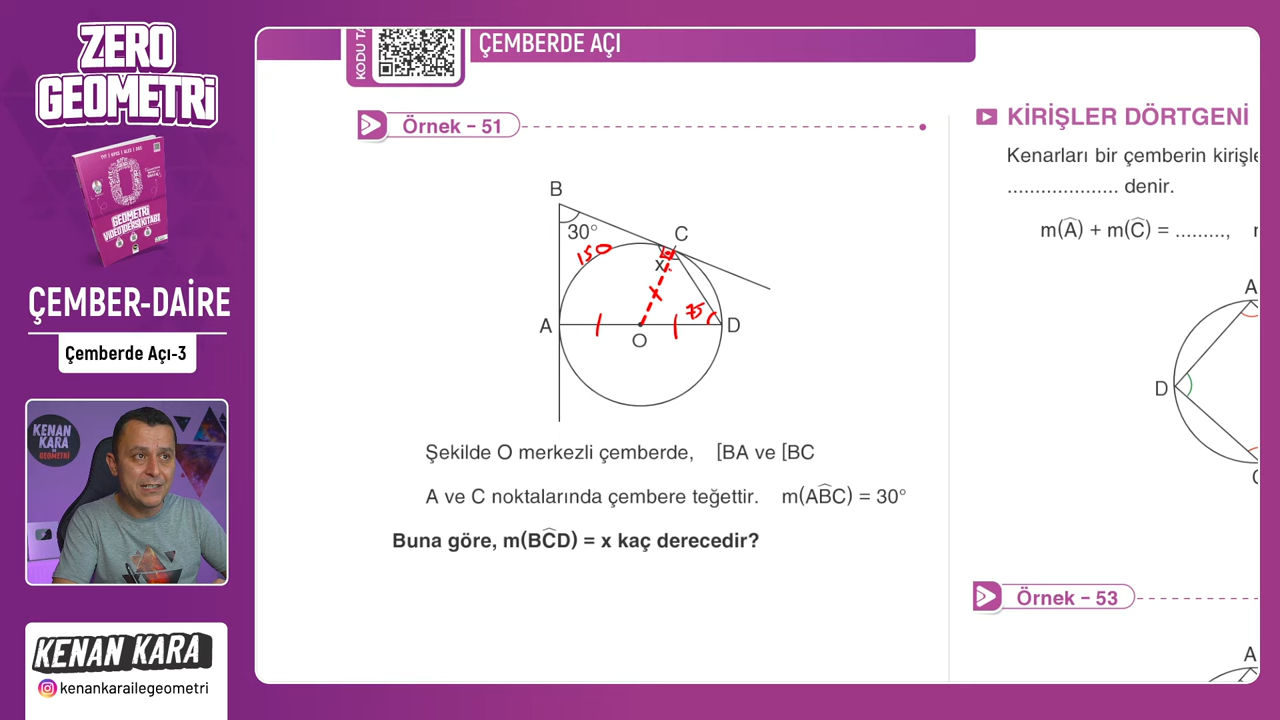 ZERO
GEOMETRİ
GEOMETRİ
VİDEO DERS KİTABI
ÇEMBER-DAİRE
Çemberde Açı-3
KENAN
KARA
GEOMETRİ
KENAN KARA
kenankarailegeometri
KODU TA
ÇEMBERDE AÇI
Örnek - 51
B
30°
150
C
x
75
A
O
D
Şekilde O merkezli çemberde, [BA ve [BC
A ve C noktalarında çembere teğettir. m(ABC) = 30°
Buna göre, m(BCD) = x kaç derecedir?
KİRİŞLER DÖRTGENİ
Kenarları bir çemberin kirişle
.................... denir.
m(A) + m(C) = .........,
A
D
C
Örnek - 53
A